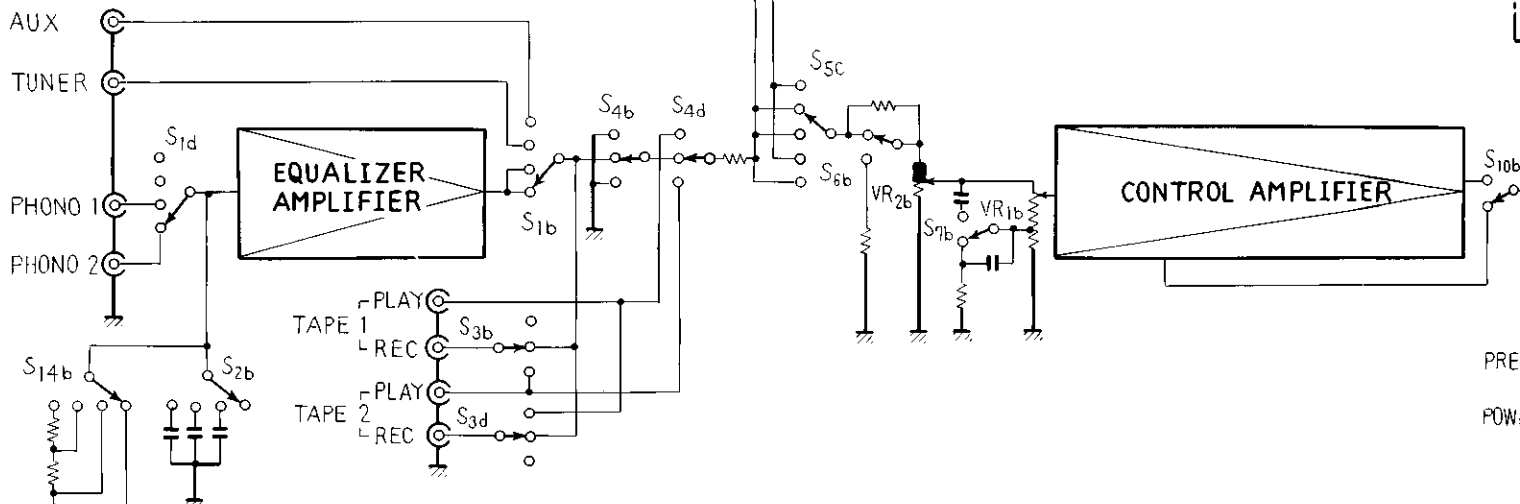 AUX
TUNER
S1d
PHONO 1
PHONO 2
EQUALIZER
AMPLIFIER
S1b
S4b
S4d
S5c
S6b
VR2b
S7b
VR1b
CONTROL AMPLIFIER
S10b
TAPE 1
PLAY
REC
S3b
TAPE 2
PLAY
REC
S3d
S14b
S2b
PRE